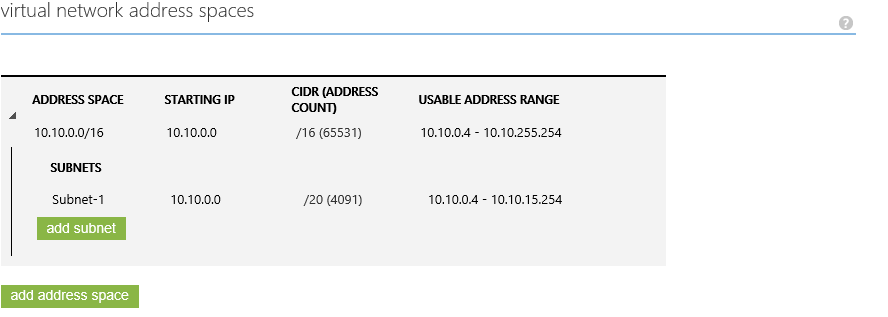 virtual network address spaces
?
ADDRESS SPACE STARTING IP CIDR (ADDRESS COUNT) USABLE ADDRESS RANGE
10.10.0.0/16 10.10.0.0 /16 (65531) 10.10.0.4 - 10.10.255.254
SUBNETS
Subnet-1 10.10.0.0 /20 (4091) 10.10.0.4 - 10.10.15.254
add subnet
add address space